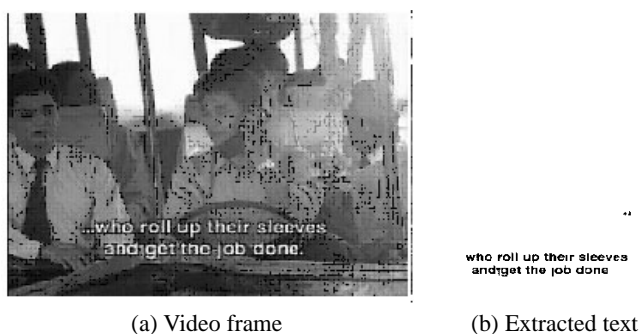 ...who roll up their sleeves
and get the job done.
who roll up their sleeves
and get the job done
(a) Video frame
(b) Extracted text